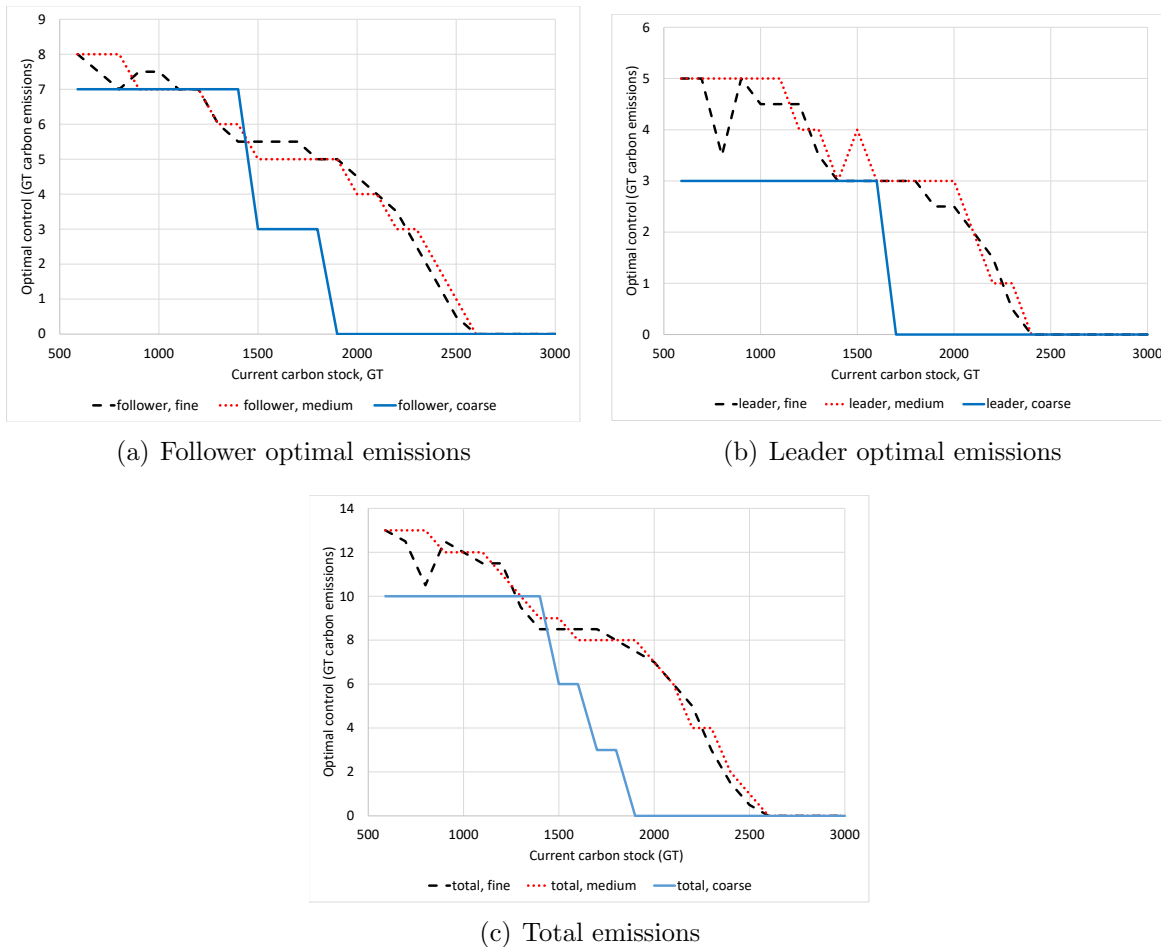 9
8
7
6
5
4
3
2
1
0
Optimal control (GT carbon emissions)
500 1000 1500 2000 2500 3000
Current carbon stock, GT
follower, fine follower, medium follower, coarse
(a) Follower optimal emissions
6
5
4
3
2
1
0
Optimal control (GT carbon emissions)
500 1000 1500 2000 2500 3000
Current carbon stock, GT
leader, fine leader, medium leader, coarse
(b) Leader optimal emissions
14
12
10
8
6
4
2
0
Optimal control (GT carbon emissions)
500 1000 1500 2000 2500 3000
Current carbon stock (GT)
total, fine total, medium total, coarse
(c) Total emissions